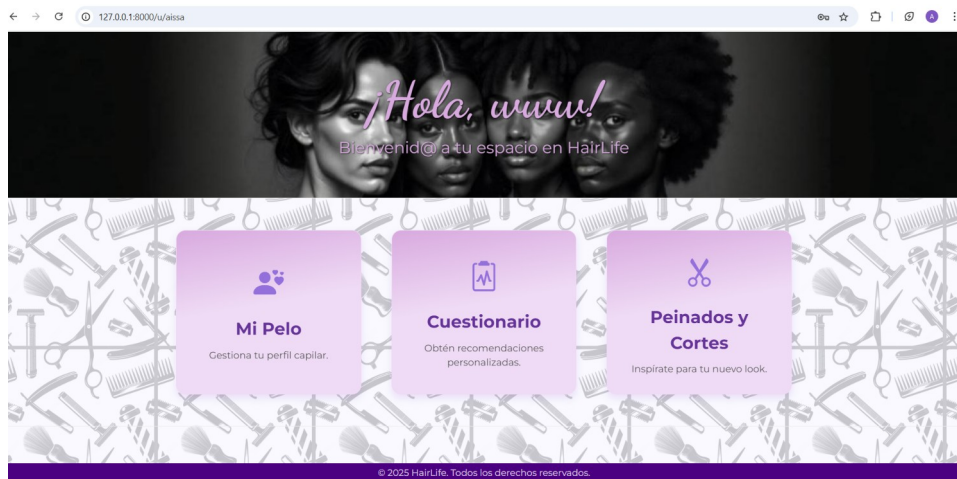 127.0.0.1:8000/u/aissa
A
¡Hola, www!
Bienvenid@ a tu espacio en HairLife
Mi Pelo
Gestiona tu perfil capilar.
Cuestionario
Obtén recomendaciones
personalizadas.
Peinados y
Cortes
Inspírate para tu nuevo look.
© 2025 HairLife. Todos los derechos reservados.